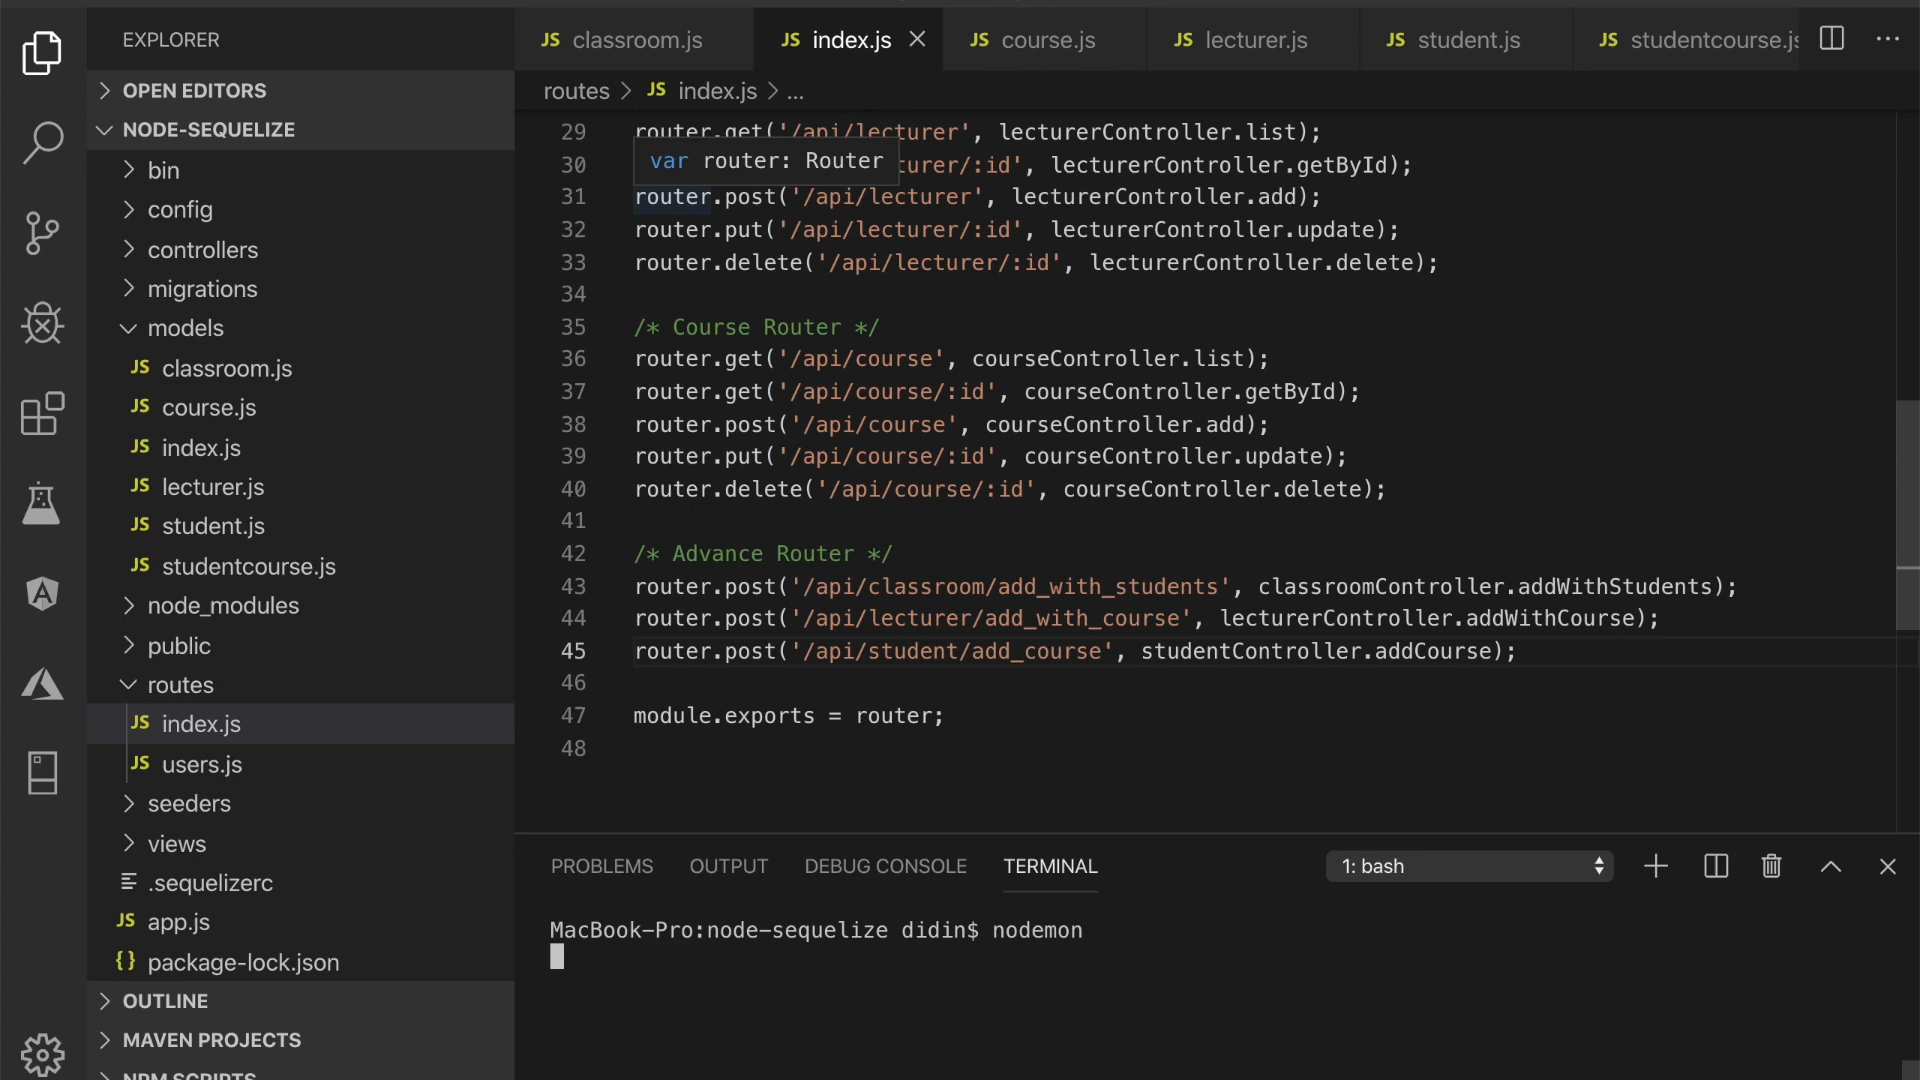 EXPLORER
OPEN EDITORS
NODE-SEQUELIZE
bin
config
controllers
migrations
models
JS classroom.js
JS course.js
JS index.js
JS lecturer.js
JS student.js
JS studentcourse.js
node_modules
public
routes
JS index.js
JS users.js
seeders
views
.sequelizerc
JS app.js
{} package-lock.json
OUTLINE
MAVEN PROJECTS
NPM SCRIPTS
JS classroom.js
JS index.js
JS course.js
JS lecturer.js
JS student.js
JS studentcourse.js
routes > JS index.js > ...
29 router.get('/api/lecturer', lecturerController.list);
var router: Router
30 turer/:id', lecturerController.getById);
31 router.post('/api/lecturer', lecturerController.add);
32 router.put('/api/lecturer/:id', lecturerController.update);
33 router.delete('/api/lecturer/:id', lecturerController.delete);
34
35 /* Course Router */
36 router.get('/api/course', courseController.list);
37 router.get('/api/course/:id', courseController.getById);
38 router.post('/api/course', courseController.add);
39 router.put('/api/course/:id', courseController.update);
40 router.delete('/api/course/:id', courseController.delete);
41
42 /* Advance Router */
43 router.post('/api/classroom/add_with_students', classroomController.addWithStudents);
44 router.post('/api/lecturer/add_with_course', lecturerController.addWithCourse);
45 router.post('/api/student/add_course', studentController.addCourse);
46
47 module.exports = router;
48
PROBLEMS
OUTPUT
DEBUG CONSOLE
TERMINAL
1: bash
MacBook-Pro:node-sequelize didin$ nodemon